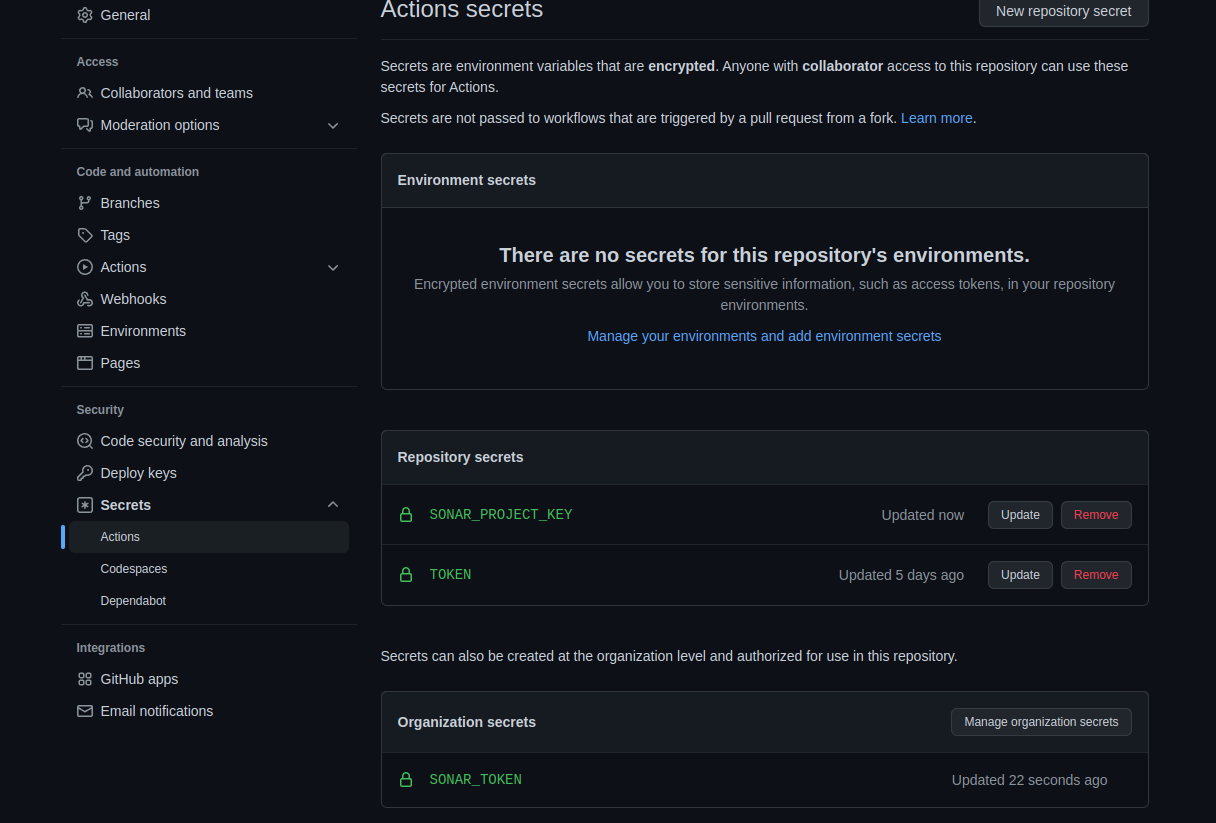 General
Access
Collaborators and teams
Moderation options
Code and automation
Branches
Tags
Actions
Webhooks
Environments
Pages
Security
Code security and analysis
Deploy keys
Secrets
Actions
Codespaces
Dependabot
Integrations
GitHub apps
Email notifications
Actions secrets
New repository secret
Secrets are environment variables that are encrypted. Anyone with collaborator access to this repository can use these
secrets for Actions.
Secrets are not passed to workflows that are triggered by a pull request from a fork. Learn more.
Environment secrets
There are no secrets for this repository's environments.
Encrypted environment secrets allow you to store sensitive information, such as access tokens, in your repository
environments.
Manage your environments and add environment secrets
Repository secrets
SONAR_PROJECT_KEY Updated now Update Remove
TOKEN Updated 5 days ago Update Remove
Secrets can also be created at the organization level and authorized for use in this repository.
Organization secrets Manage organization secrets
SONAR_TOKEN Updated 22 seconds ago